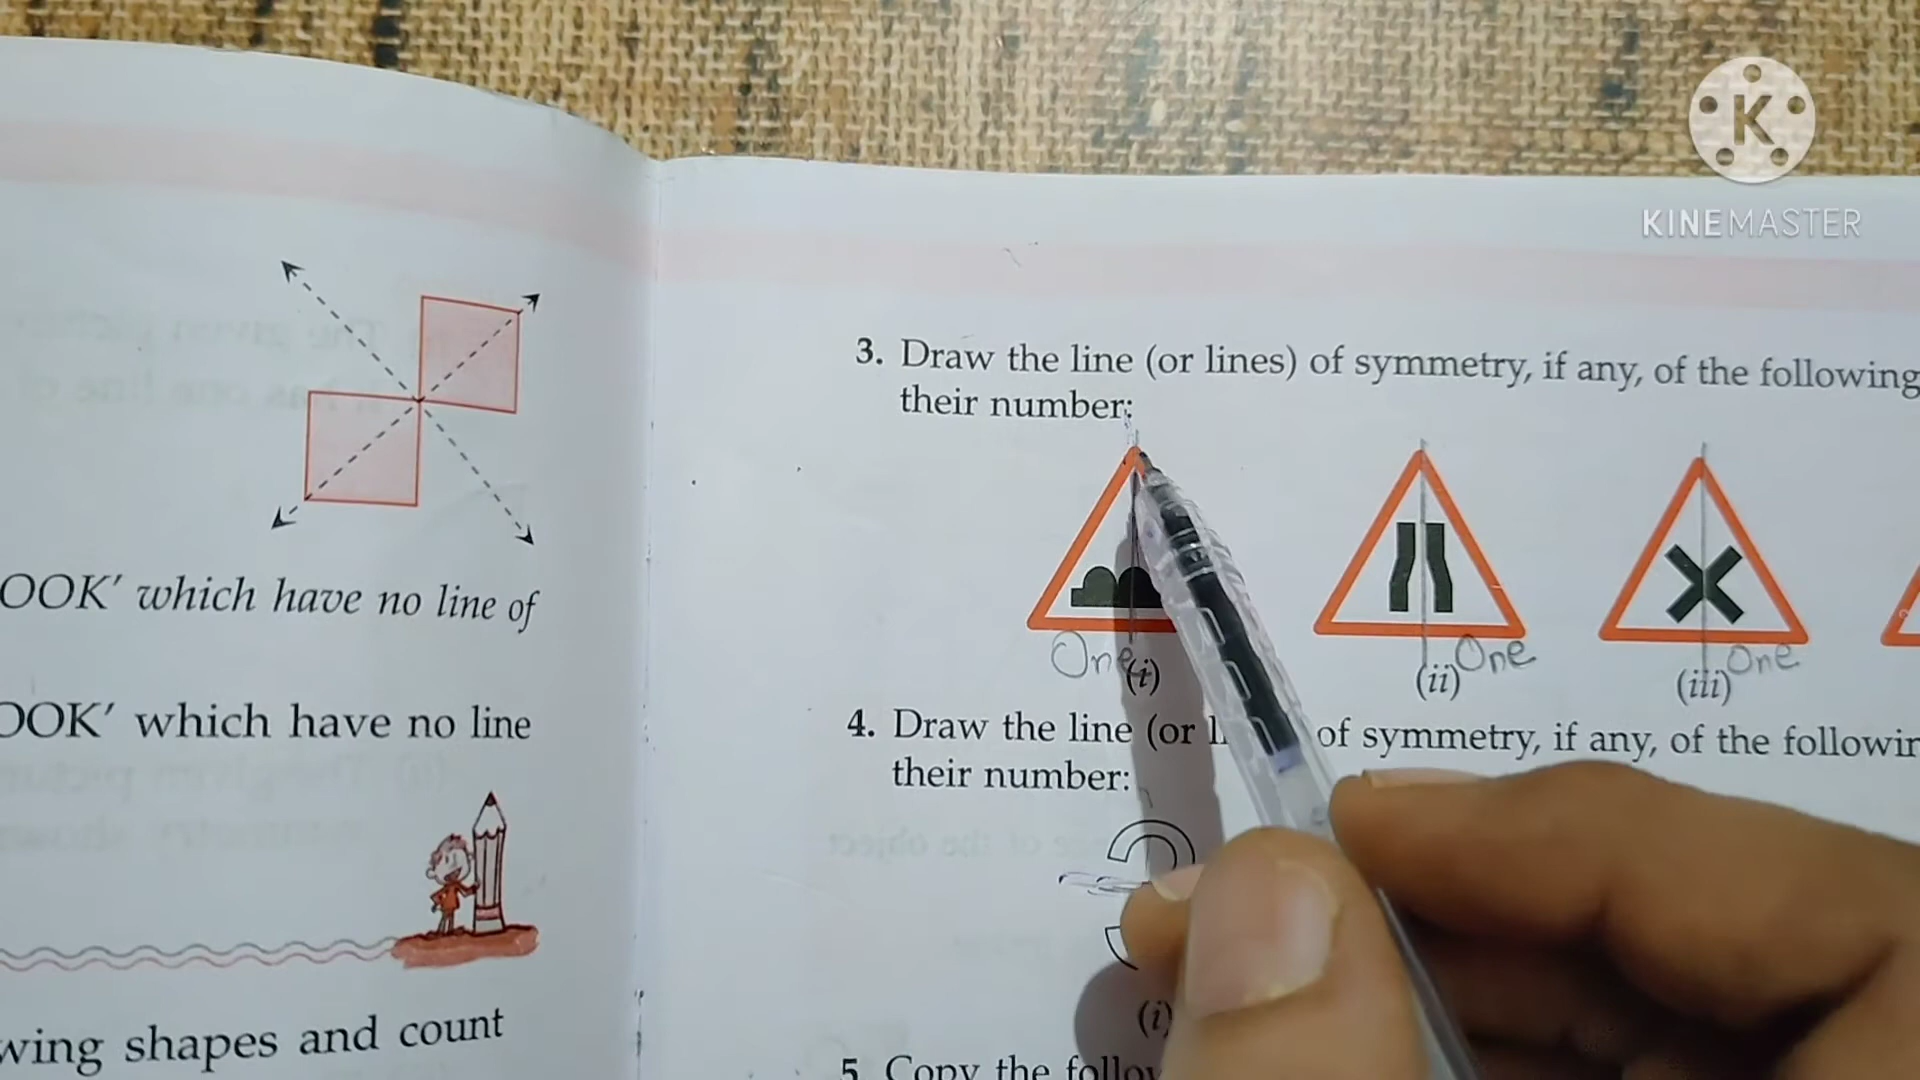 KINEMASTER
OOK' which have no line of
OOK' which have no line
wing shapes and count
3. Draw the line (or lines) of symmetry, if any, of the following
their number:
One (i)
(ii) One
(iii) One
4. Draw the line (or of symmetry, if any, of the
their number:
(i)
5 Copy the